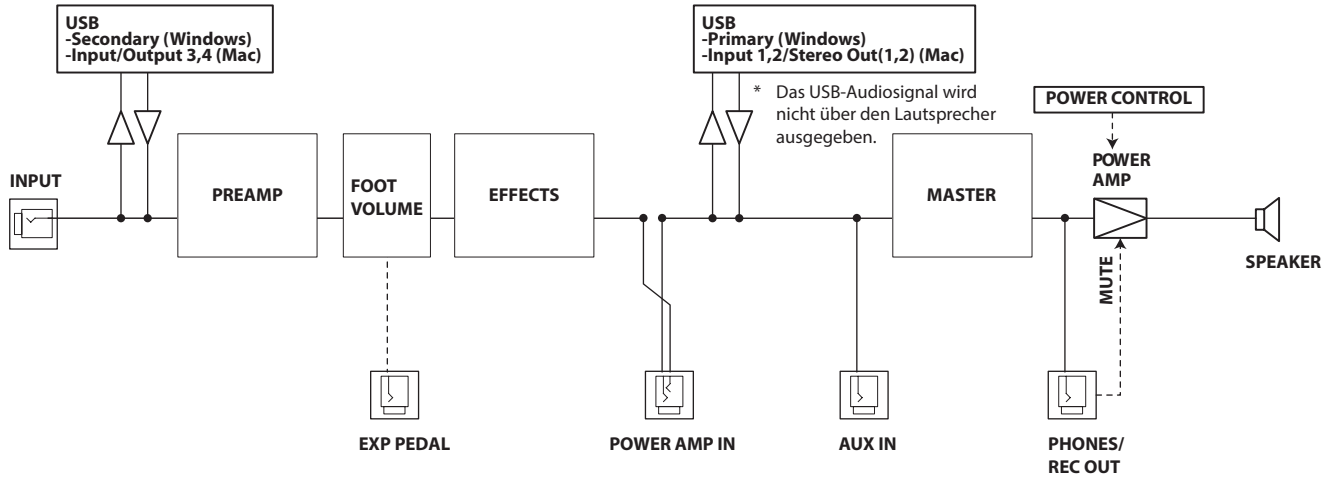 USB
-Secondary (Windows)
-Input/Output 3,4 (Mac)
USB
-Primary (Windows)
-Input 1,2/Stereo Out(1,2) (Mac)
* Das USB-Audiosignal wird
nicht über den Lautsprecher
ausgegeben.
POWER CONTROL
INPUT
PREAMP
FOOT
VOLUME
EFFECTS
MASTER
POWER
AMP
SPEAKER
MUTE
EXP PEDAL
POWER AMP IN
AUX IN
PHONES/
REC OUT